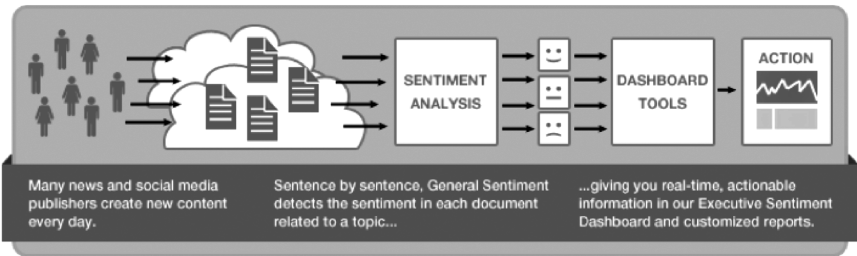 SENTIMENT
ANALYSIS
DASHBOARD
TOOLS
ACTION
Many news and social media
publishers create new content
every day.
Sentence by sentence, General Sentiment
detects the sentiment in each document
related to a topic...
...giving you real-time, actionable
information in our Executive Sentiment
Dashboard and customized reports.